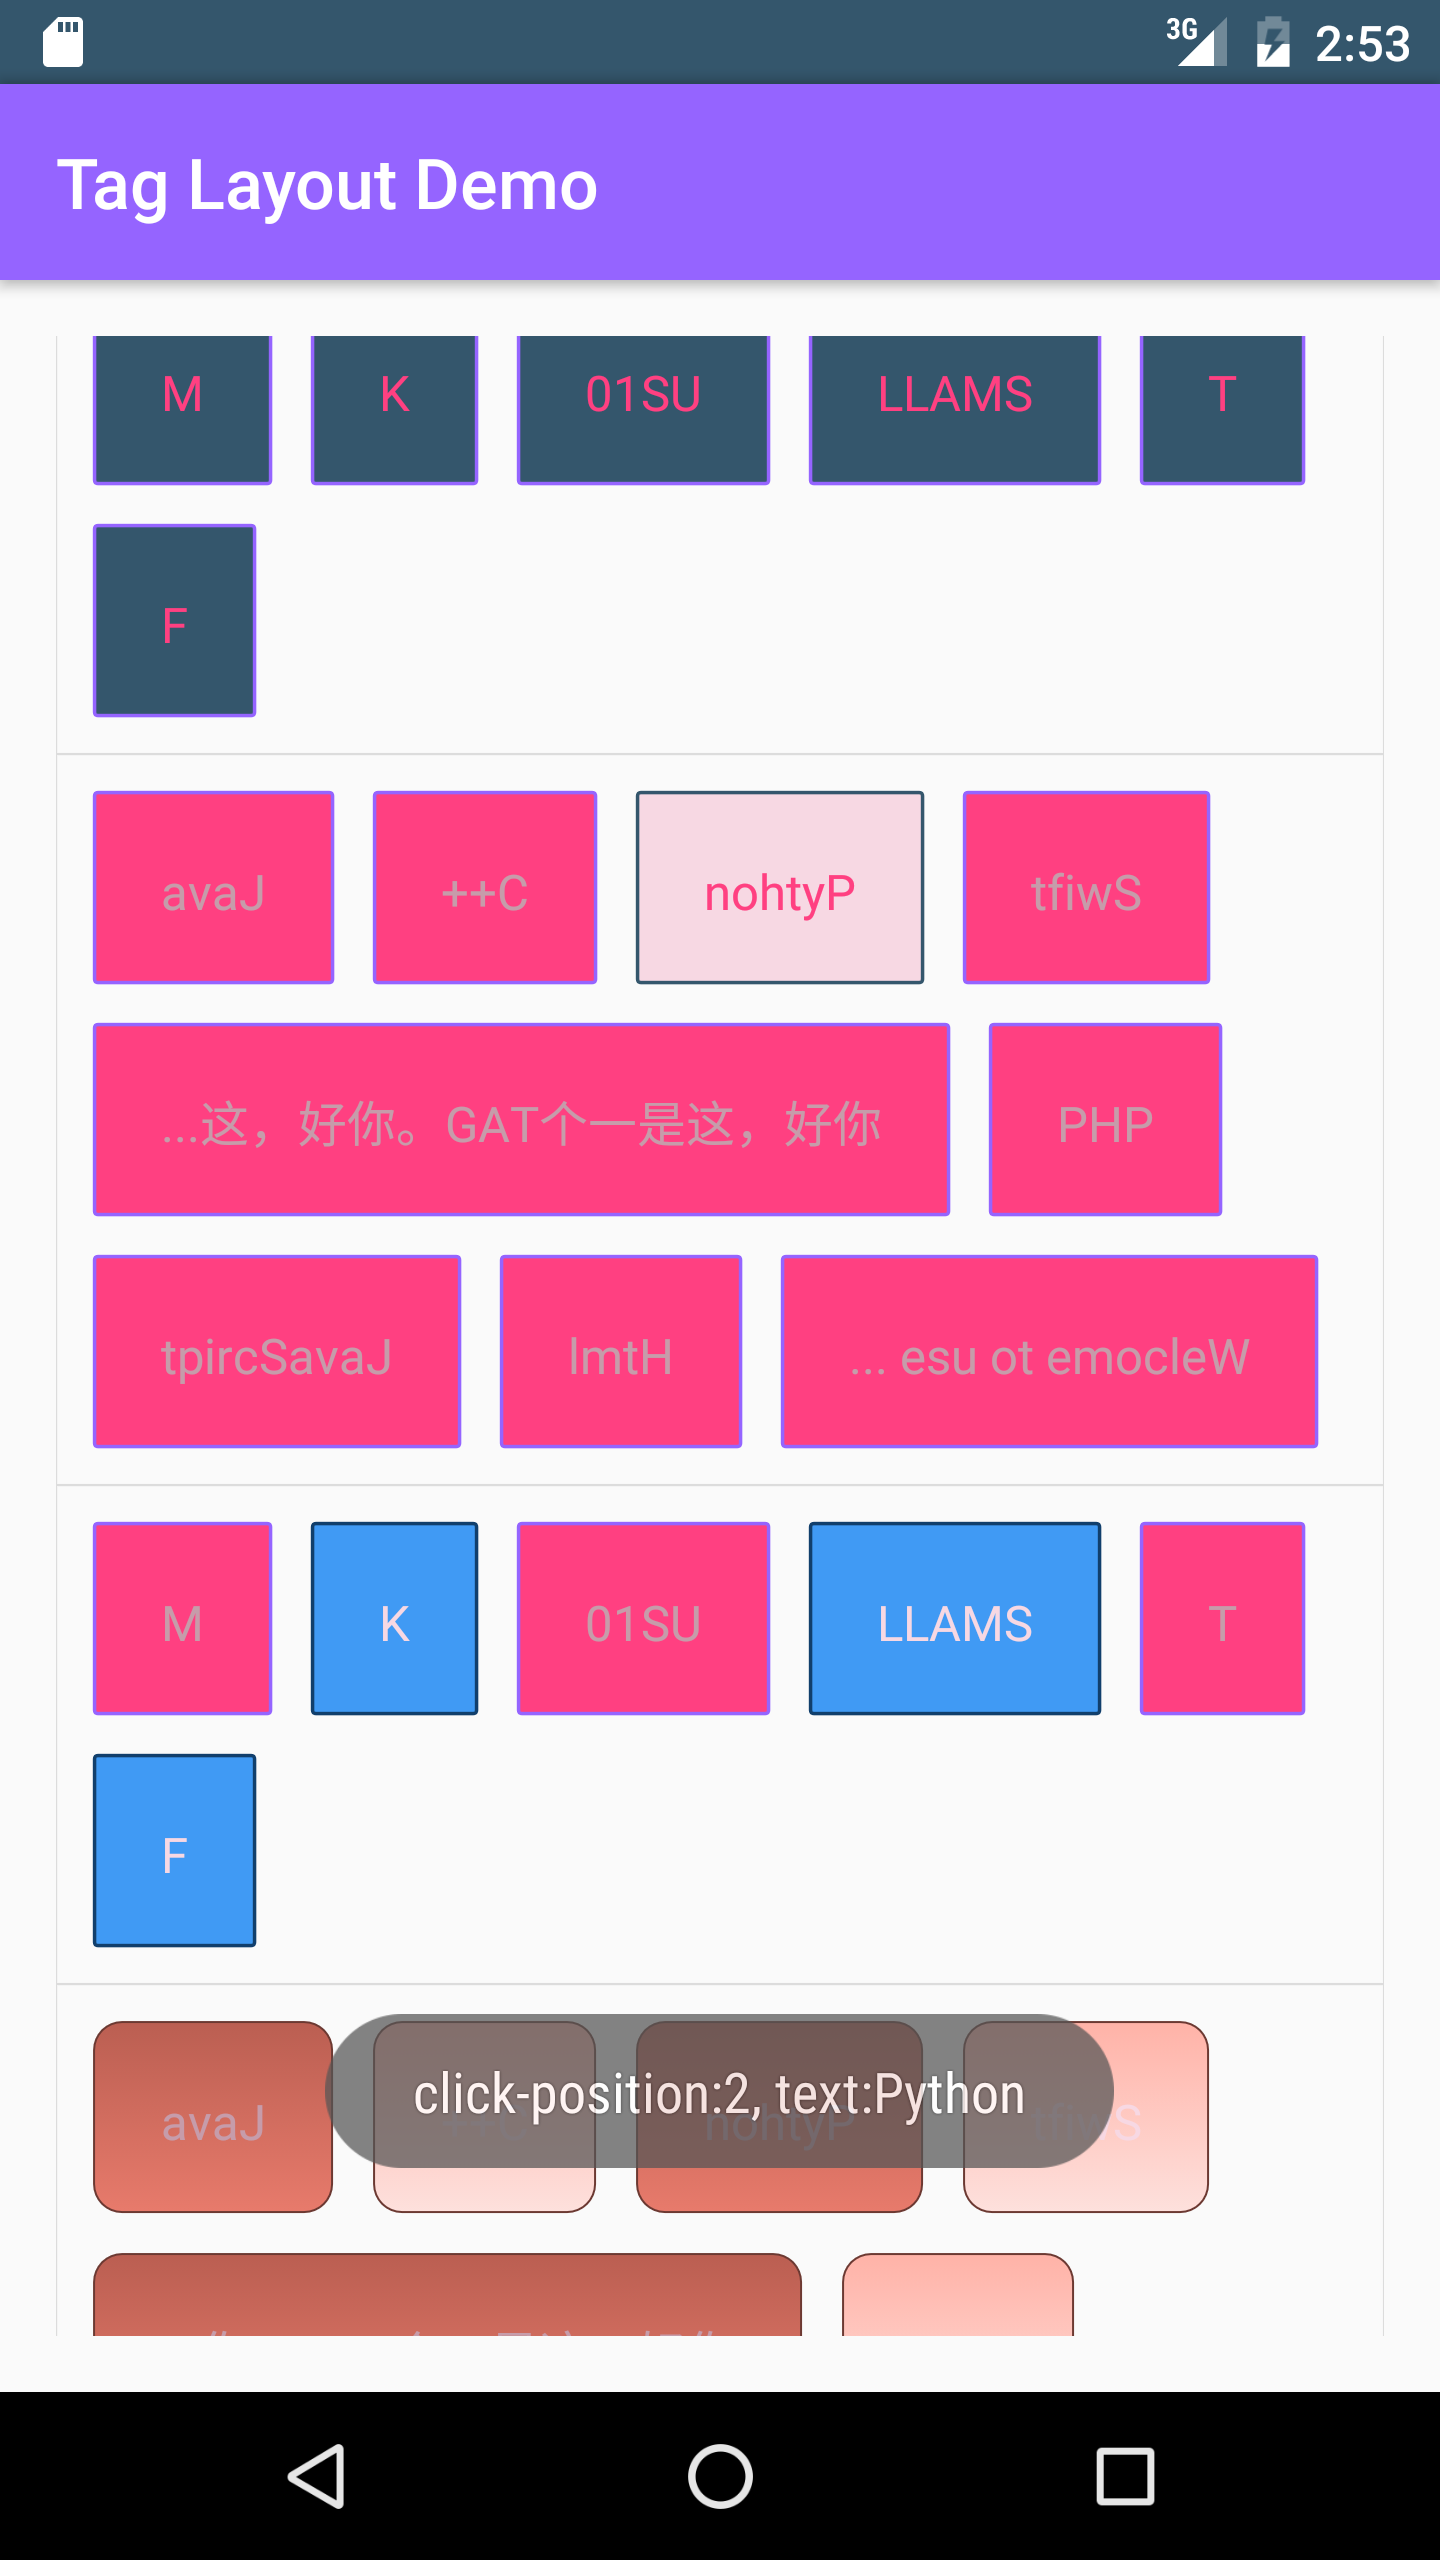 3G 2:53
Tag Layout Demo
M K 01SU LLAMS T
F
avaJ ++C nohtyP tfiwS
...这，好你。GAT个一是这，好你 PHP
tpircSavaJ lmtH ... esu ot emocleW
M K 01SU LLAMS T
F
avaJ nohtyP tfiwS
click-position:2, text:Python